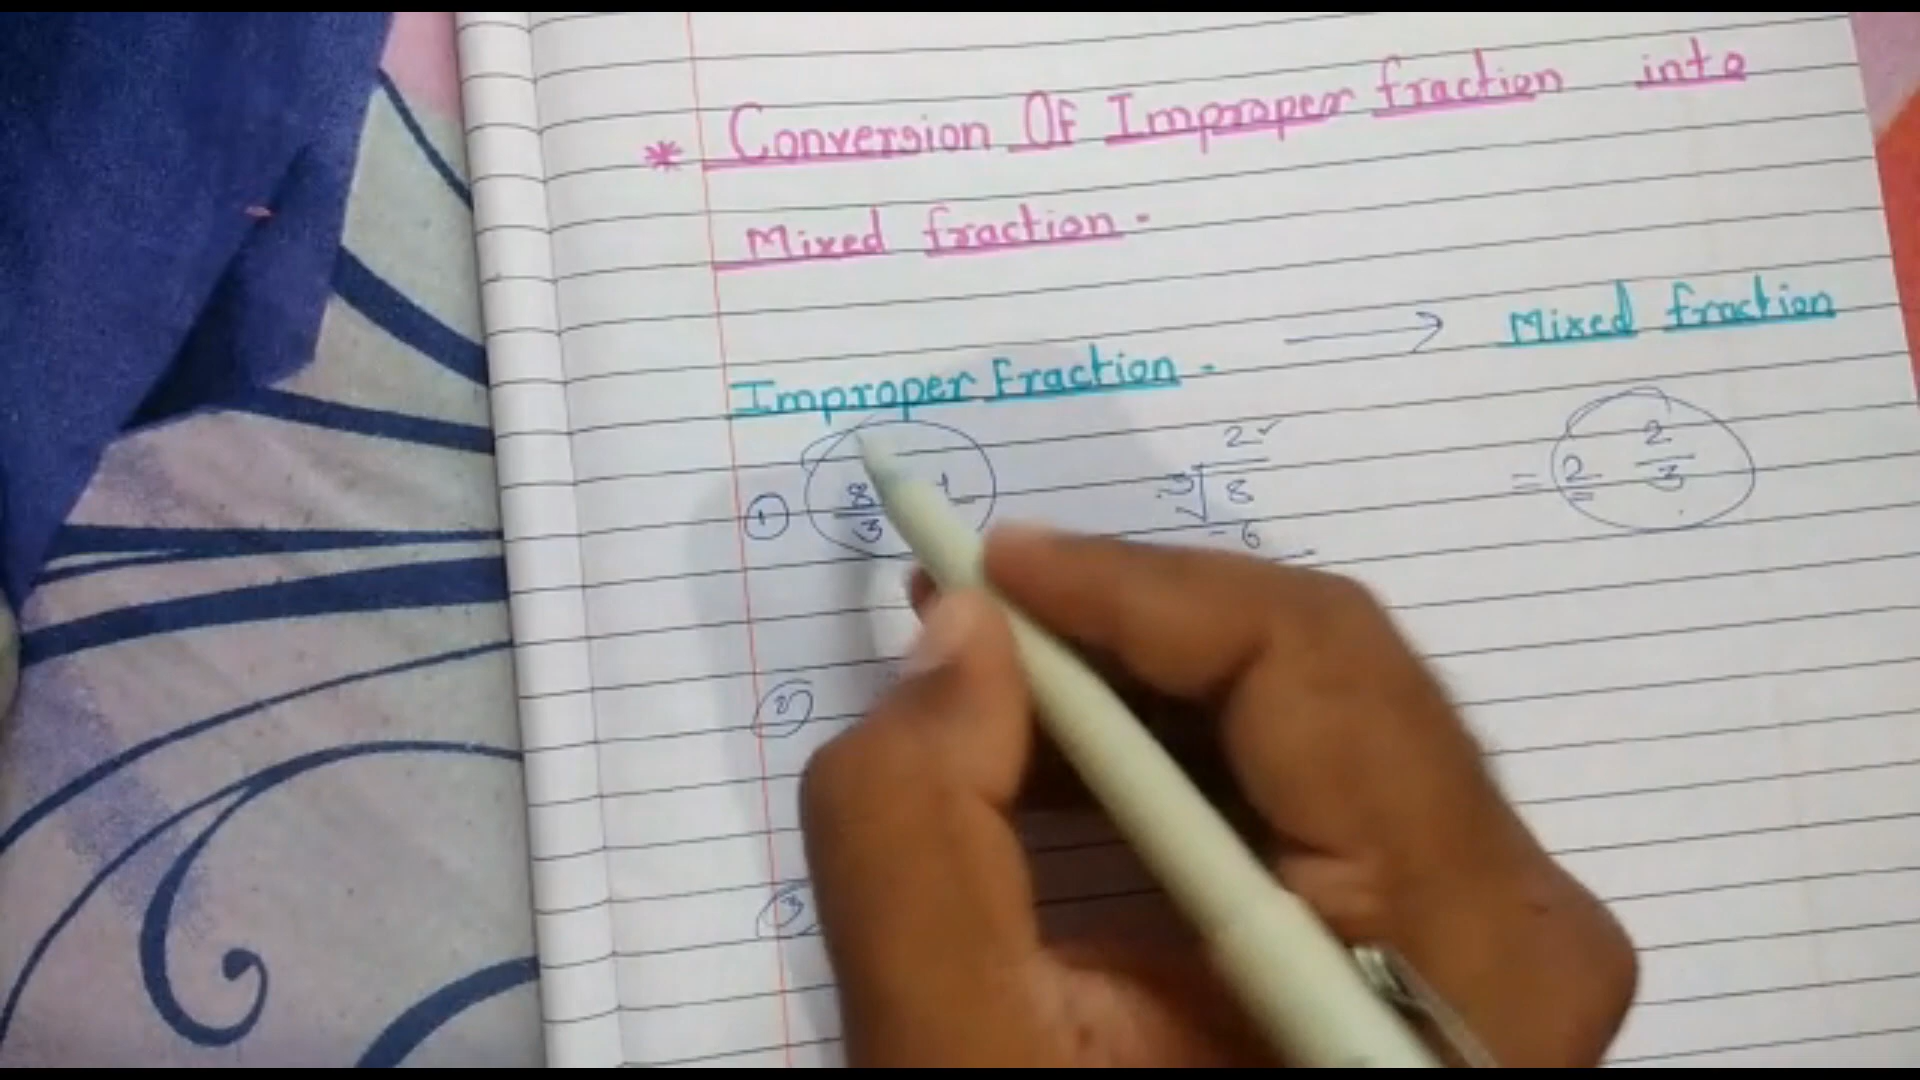 * Conversion Of Improper fraction into
Mixed fraction -
Improper Fraction - → Mixed fraction
① 8/3
2✓
3√8
-6
= 2 2/3
②
③